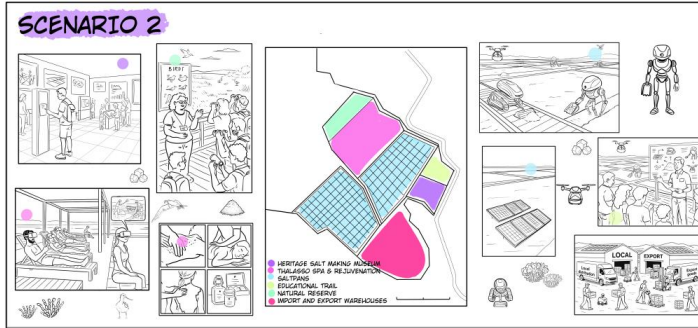 SCENARIO 2
BIRDS
HERITAGE SALT MAKING MUSEUM
THALASSO SPA & REJUVENATION
SALTPANS
EDUCATIONAL TRAIL
NATURAL RESERVE
IMPORT AND EXPORT WAREHOUSES
LOCAL
EXPORT